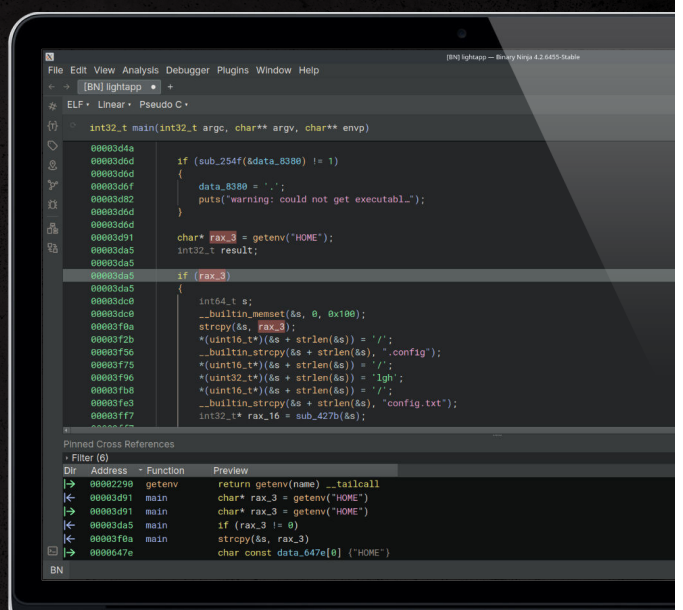 [BN] lightapp — Binary Ninja 4.2.6455-Stable
File Edit View Analysis Debugger Plugins Window Help
[BN] lightapp • +
ELF • Linear • Pseudo C •
int32_t main(int32_t argc, char** argv, char** envp)
00003d4a
00003d6d if (sub_254f(&data_8380) != 1)
00003d6d {
00003d6f data_8380 = '.';
00003d82 puts("warning: could not get executabl…");
00003d6d }
00003d6d
00003d91 char* rax_3 = getenv("HOME");
00003da5 int32_t result;
00003da5
00003da5 if (rax_3)
00003da5 {
00003dc0 int64_t s;
00003dc0 __builtin_memset(&s, 0, 0x100);
00003f0a strcpy(&s, rax_3);
00003f2b *(uint16_t*)(&s + strlen(&s)) = '/';
00003f56 __builtin_strcpy(&s + strlen(&s), ".config");
00003f75 *(uint16_t*)(&s + strlen(&s)) = '/';
00003f96 *(uint32_t*)(&s + strlen(&s)) = 'lgh';
00003fb8 *(uint16_t*)(&s + strlen(&s)) = '/';
00003fe3 __builtin_strcpy(&s + strlen(&s), "config.txt");
00003ff7 int32_t* rax_16 = sub_427b(&s);
Pinned Cross References
Filter (6)
Dir Address Function Preview
00002290 getenv return getenv(name) __tailcall
00003d91 main char* rax_3 = getenv("HOME")
00003d91 main char* rax_3 = getenv("HOME")
00003da5 main if (rax_3 != 0)
00003f0a main strcpy(&s, rax_3)
0000647e char const data_647e[0] {"HOME"}
BN